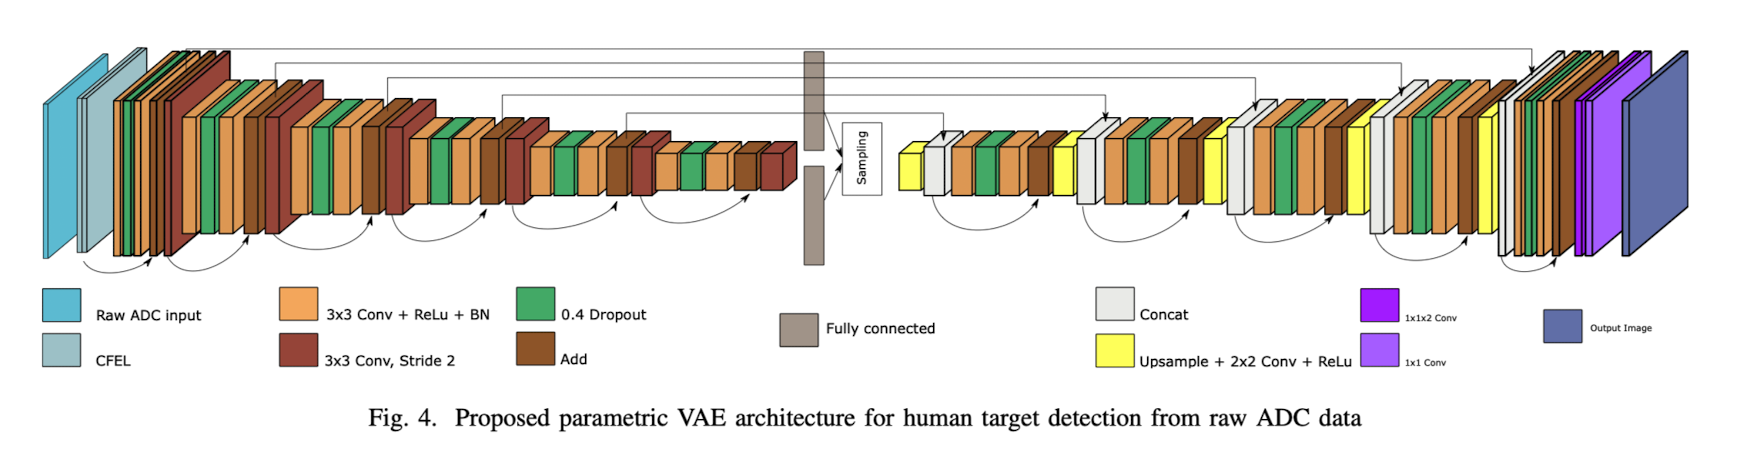 Sampling
Raw ADC input
CFEL
3x3 Conv + ReLu + BN
3x3 Conv, Stride 2
0.4 Dropout
Add
Fully connected
Concat
Upsample + 2x2 Conv + ReLu
1x1x2 Conv
1x1 Conv
Output Image
Fig. 4. Proposed parametric VAE architecture for human target detection from raw ADC data